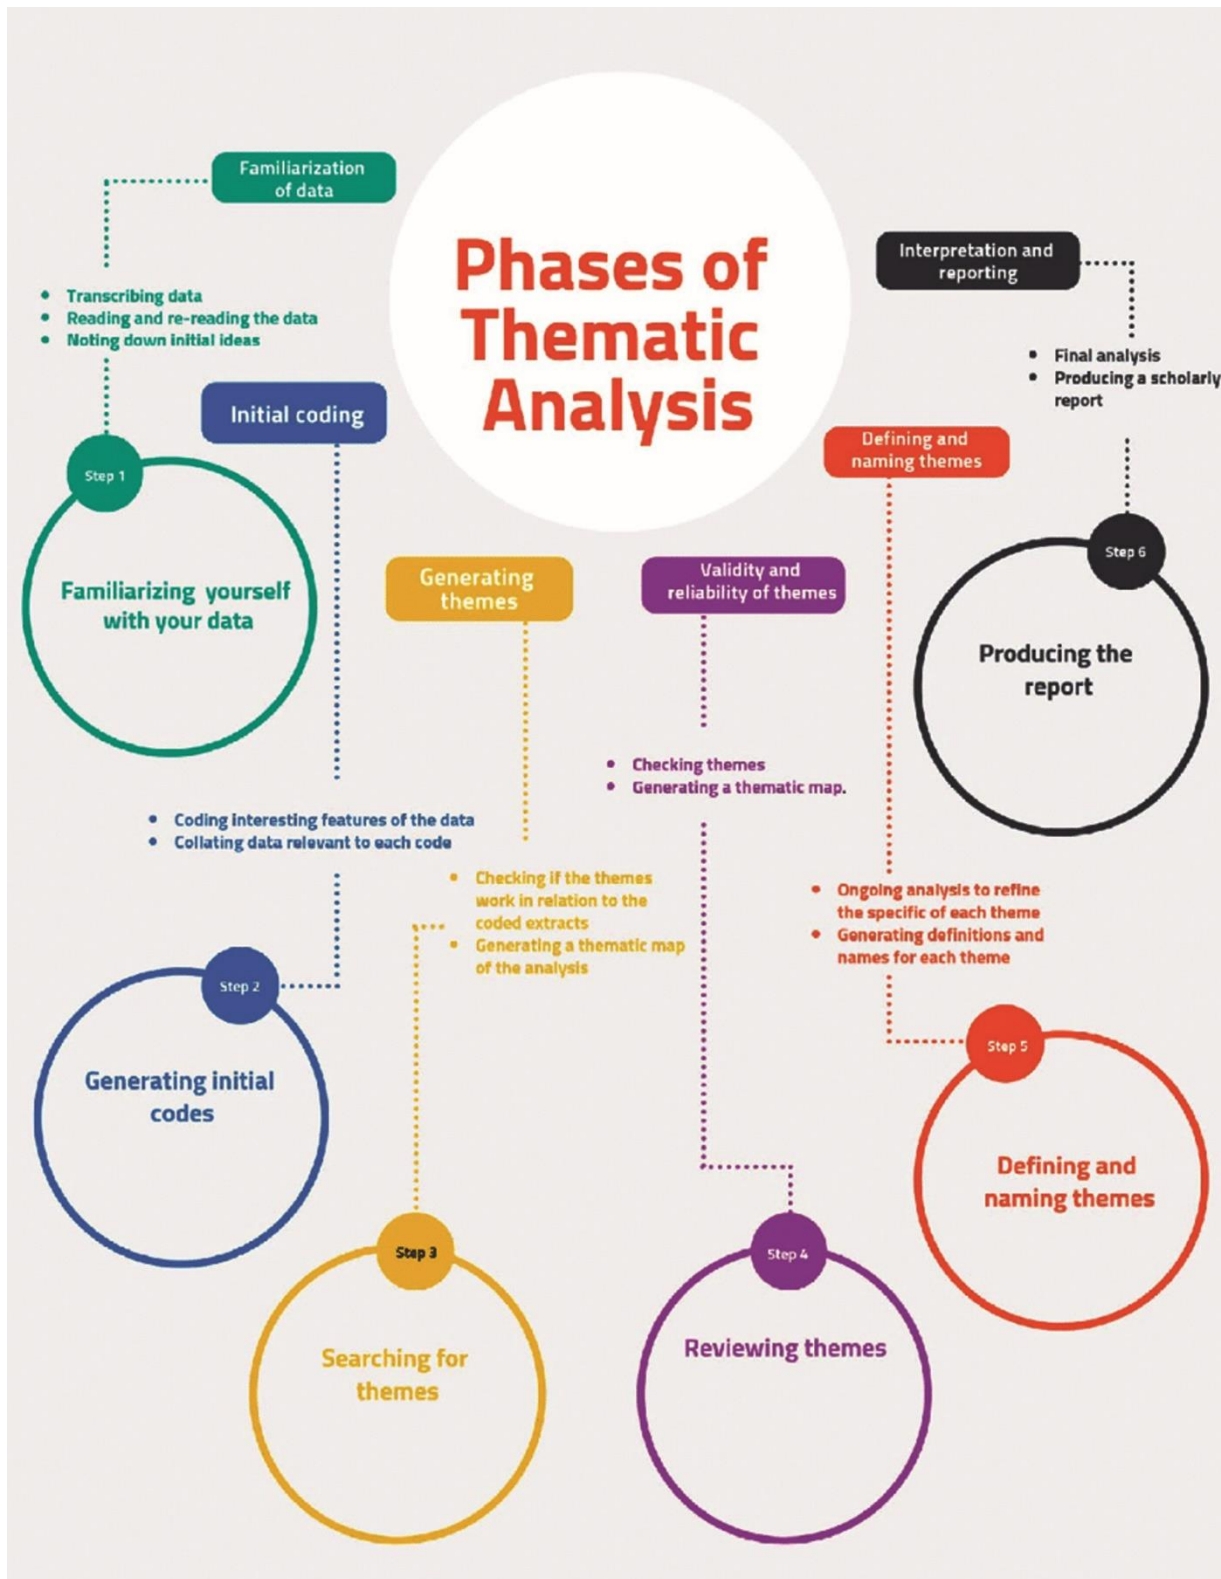 Phases of
Thematic
Analysis
Familiarization
of data
• Transcribing data
• Reading and re-reading the data
• Noting down initial ideas
Step 1
Familiarizing yourself
with your data
Initial coding
• Coding interesting features of the data
• Collating data relevant to each code
Step 2
Generating initial
codes
Generating
themes
• Checking if the themes
work in relation to the
coded extracts
• Generating a thematic map
of the analysis
Step 3
Searching for
themes
Validity and
reliability of themes
• Checking themes
• Generating a thematic map.
Step 4
Reviewing themes
Defining and
naming themes
• Ongoing analysis to refine
the specific of each theme
• Generating definitions and
names for each theme
Step 5
Defining and
naming themes
Interpretation and
reporting
• Final analysis
• Producing a scholarly
report
Step 6
Producing the
report